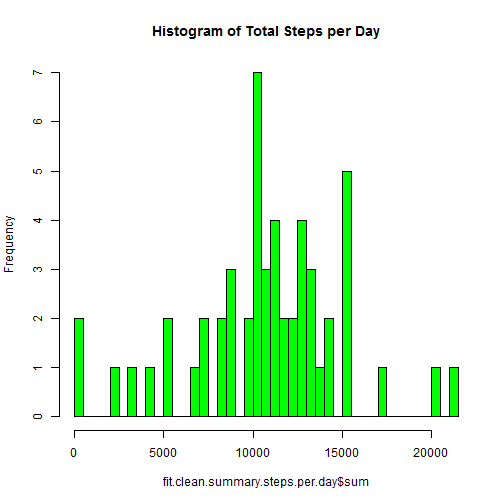 Histogram of Total Steps per Day
Frequency
7
6
5
4
3
2
1
0
0 5000 10000 15000 20000
fit.clean.summary.steps.per.day$sum